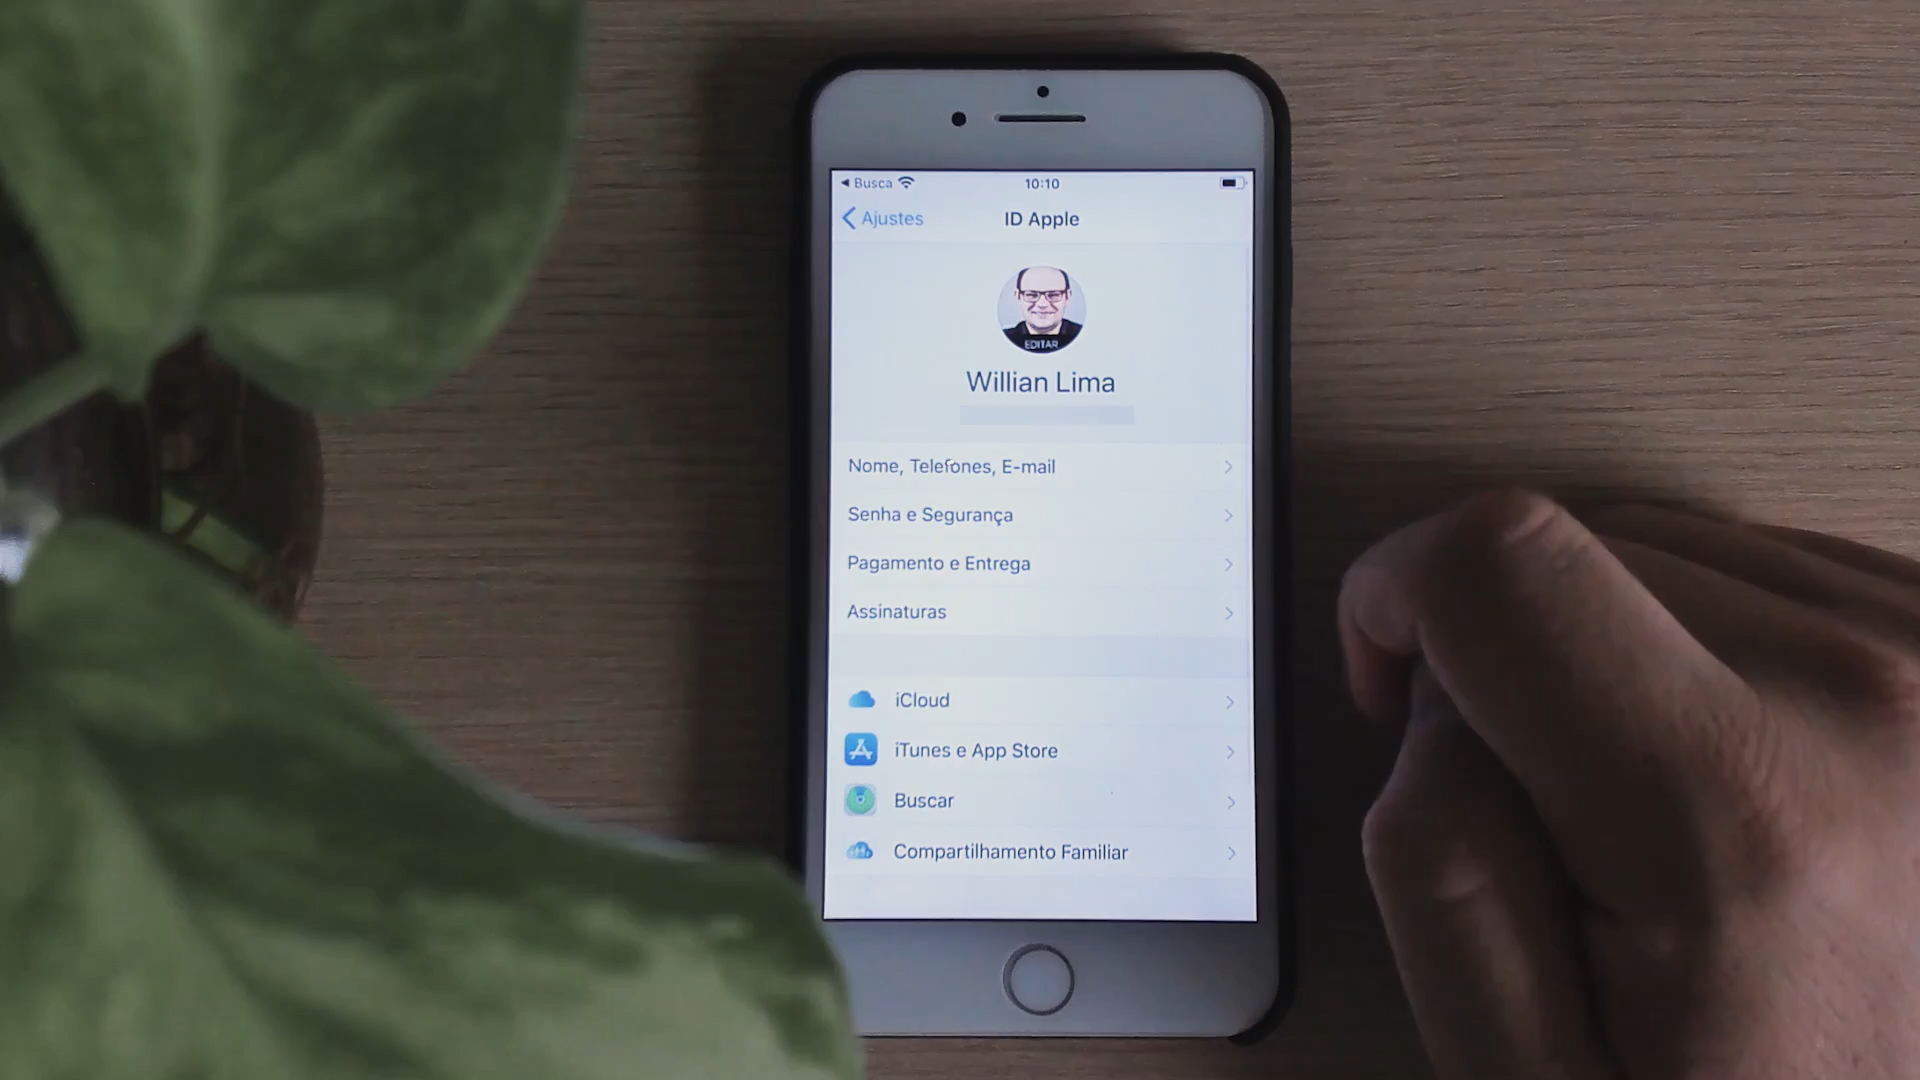 ◀ Busca
10:10
Ajustes
ID Apple
EDITAR
Willian Lima
Nome, Telefones, E-mail
Senha e Segurança
Pagamento e Entrega
Assinaturas
iCloud
iTunes e App Store
Buscar
Compartilhamento Familiar